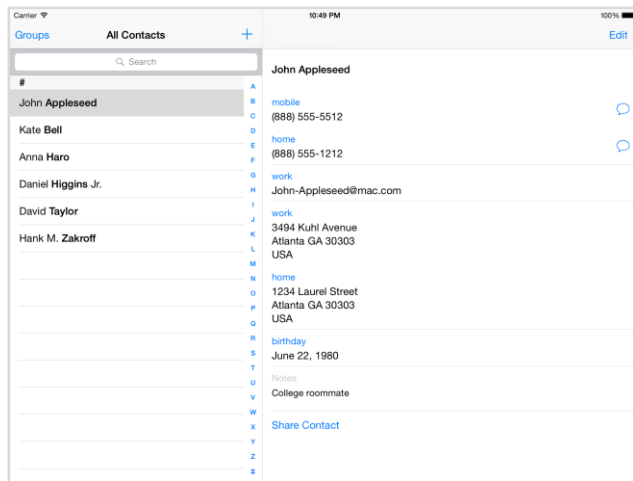 Carrier
10:49 PM
100%
Groups
All Contacts
+
Edit
Search
#
John Appleseed
Kate Bell
Anna Haro
Daniel Higgins Jr.
David Taylor
Hank M. Zakroff
A
B
C
D
E
F
G
H
I
J
K
L
M
N
O
P
Q
R
S
T
U
V
W
X
Y
Z
#
John Appleseed
mobile
(888) 555-5512
home
(888) 555-1212
work
John-Appleseed@mac.com
work
3494 Kuhl Avenue
Atlanta GA 30303
USA
home
1234 Laurel Street
Atlanta GA 30303
USA
birthday
June 22, 1980
Notes
College roommate
Share Contact